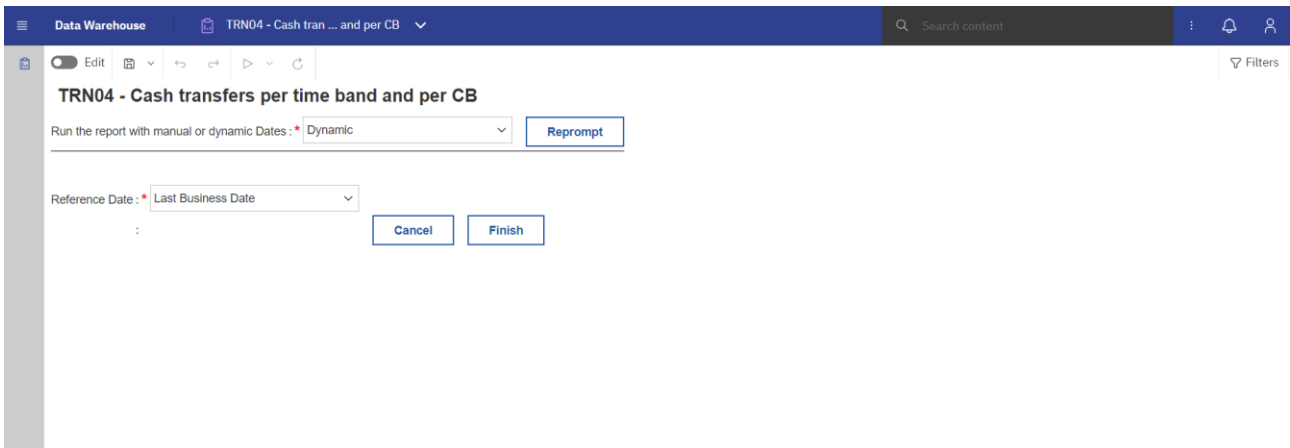 Data Warehouse
TRN04 - Cash tran ... and per CB
Search content
Edit
Filters
TRN04 - Cash transfers per time band and per CB
Run the report with manual or dynamic Dates : * Dynamic
Reprompt
Reference Date : * Last Business Date
:
Cancel
Finish